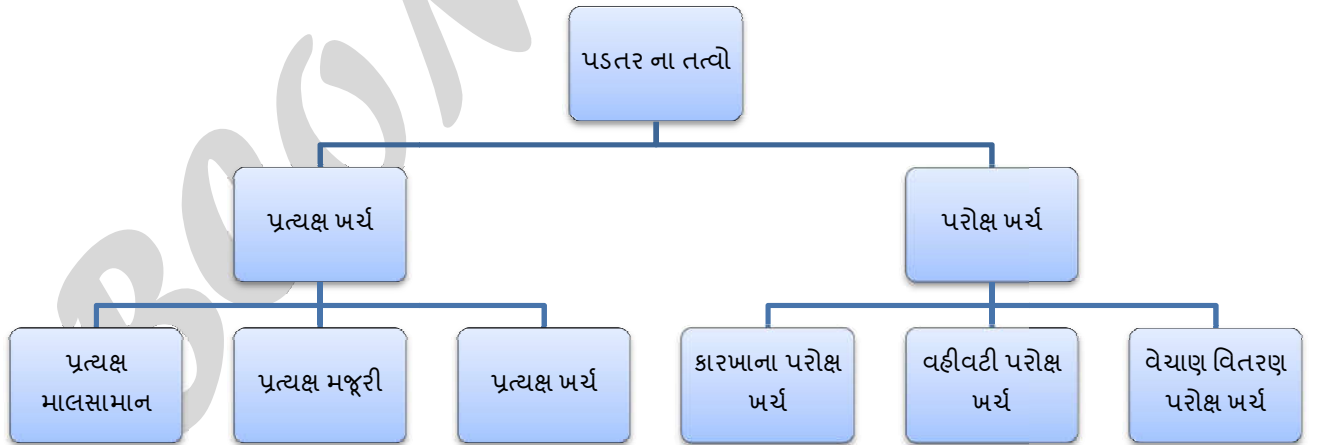 પડતર ના તત્વો
પ્રત્યક્ષ ખર્ચ
પરોક્ષ ખર્ચ
પ્રત્યક્ષ
માલસામાન
પ્રત્યક્ષ મજૂરી
પ્રત્યક્ષ ખર્ચ
કારખાના પરોક્ષ
ખર્ચ
વહીવટી પરોક્ષ
ખર્ચ
વેચાણ વિતરણ
પરોક્ષ ખર્ચ